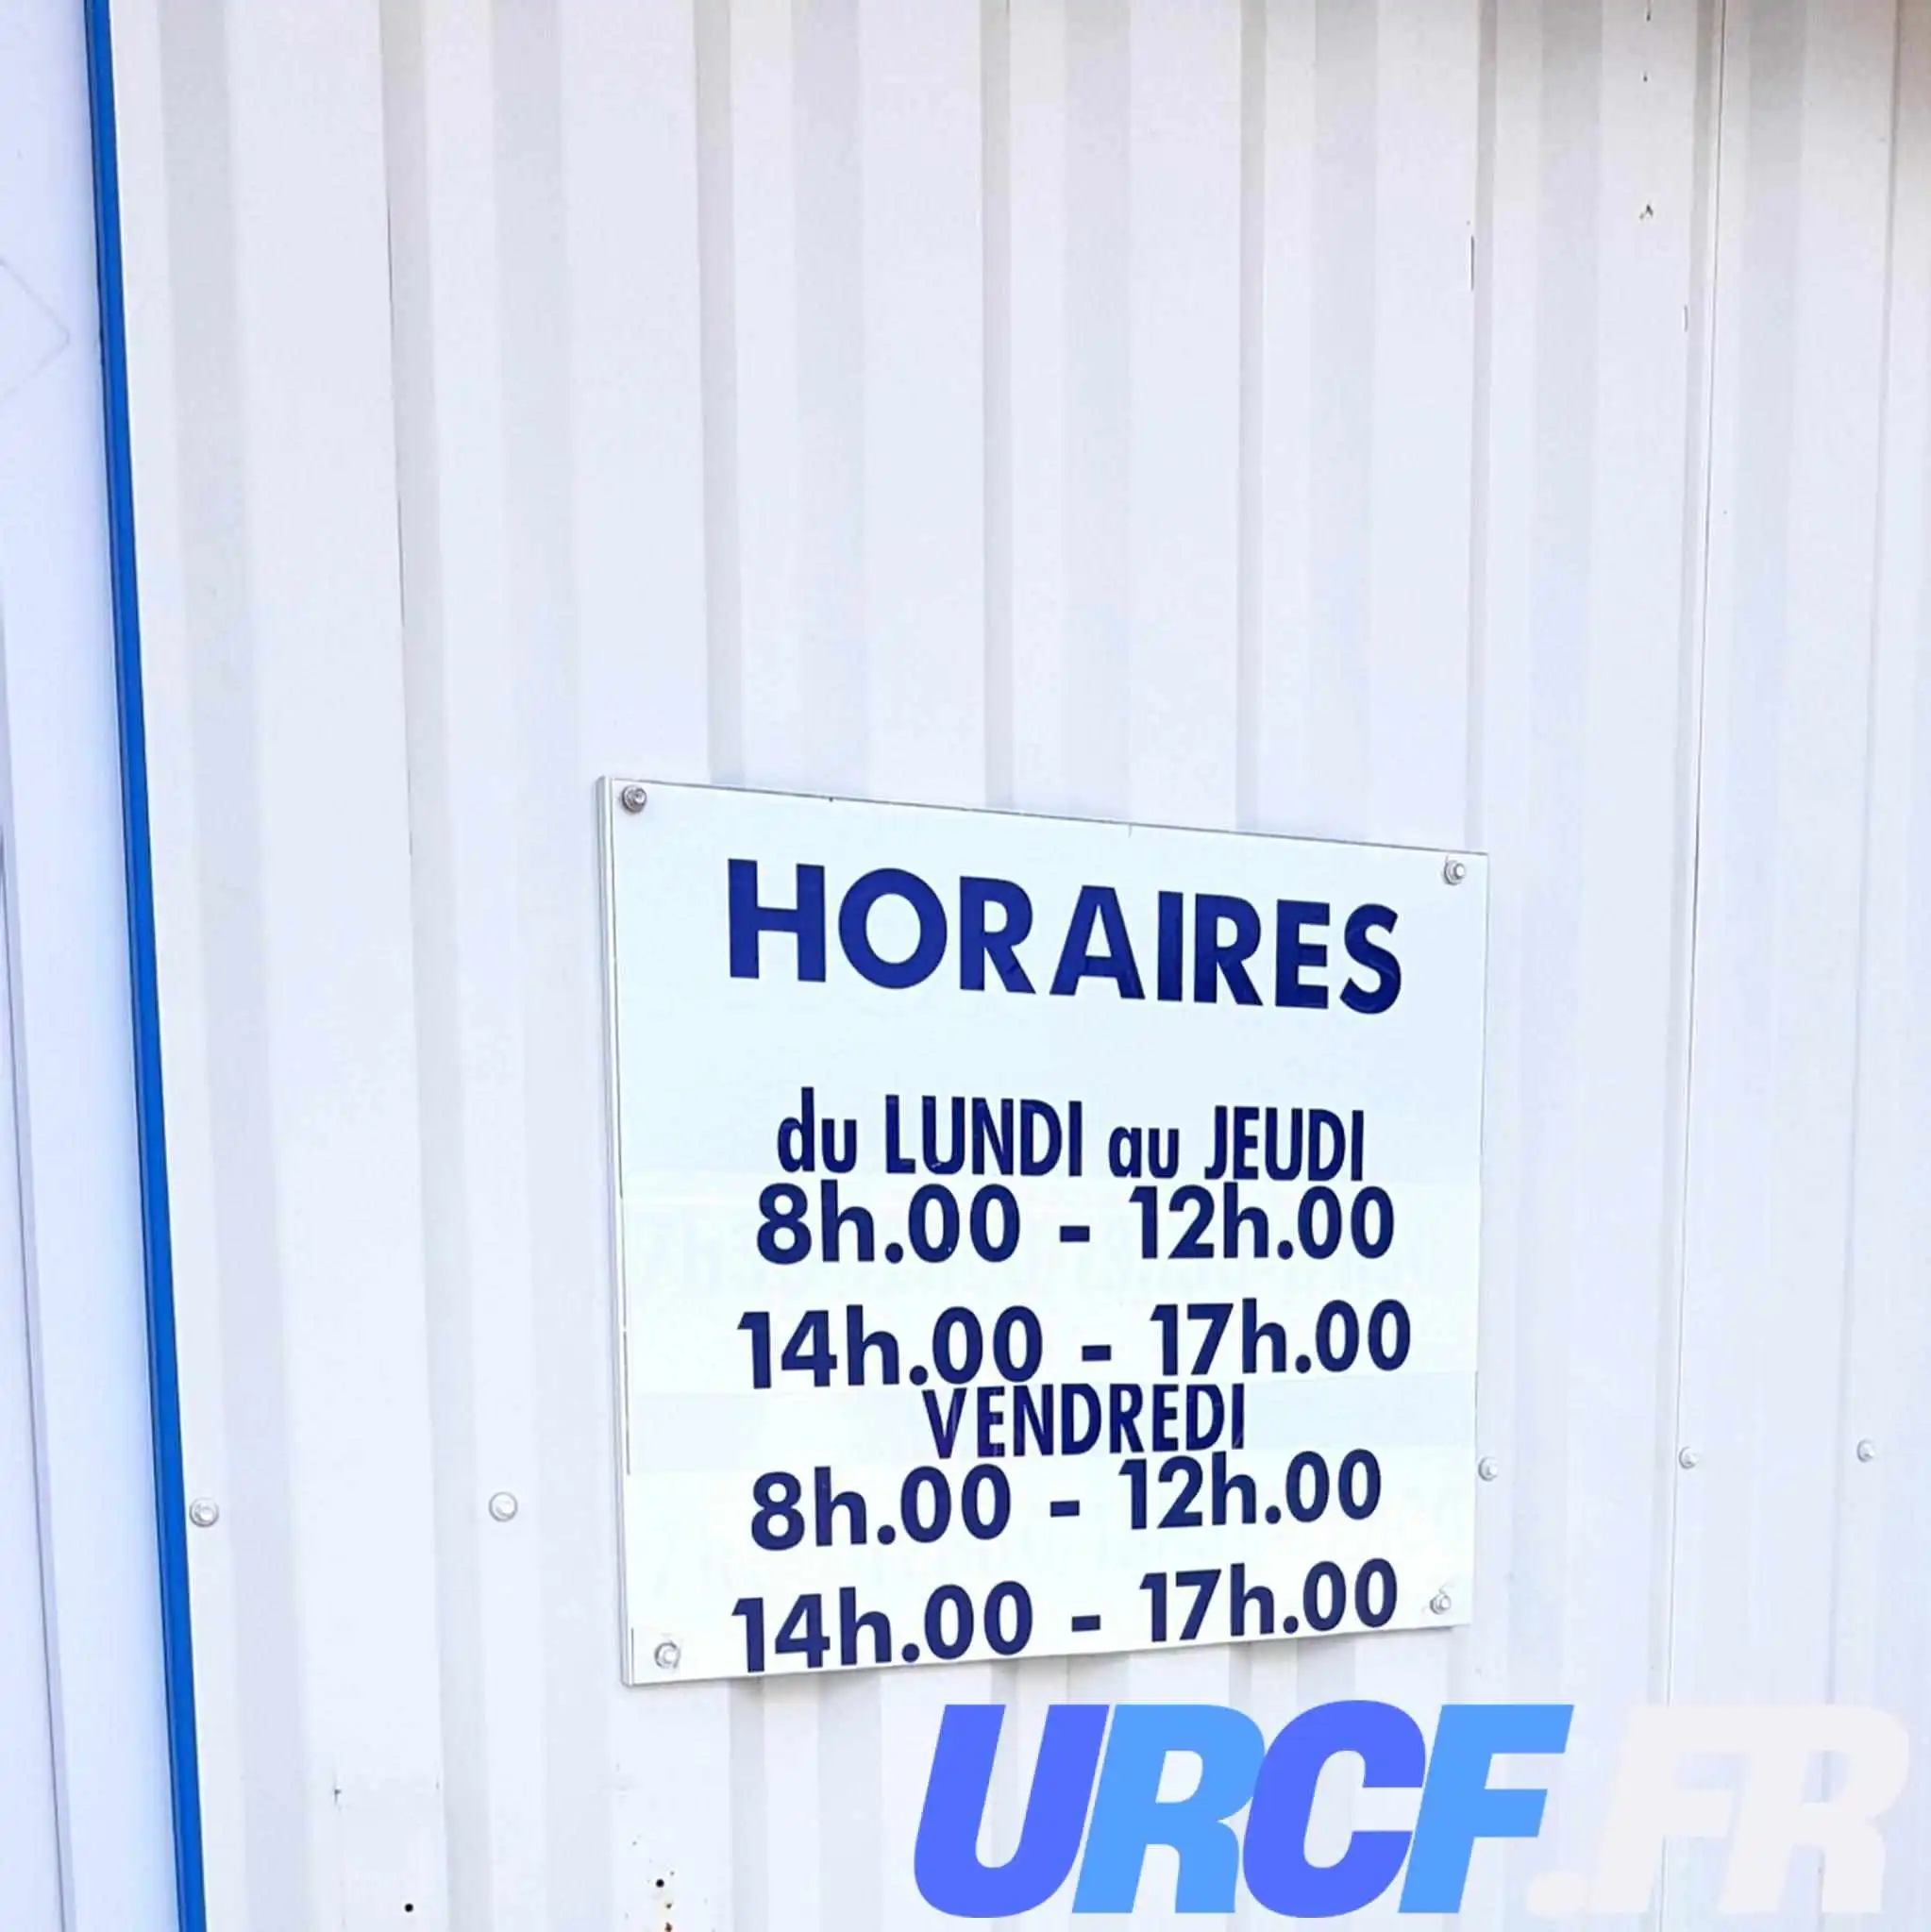 HORAIRES
du LUNDI au JEUDI
8h.00 - 12h.00
14h.00 - 17h.00
VENDREDI
8h.00 - 12h.00
14h.00 - 17h.00
URCF.FR